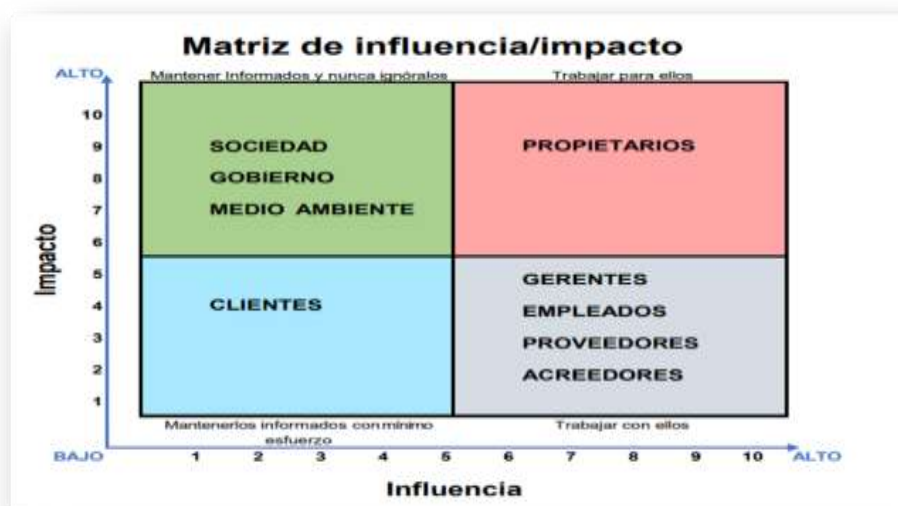 Matriz de influencia/impacto
ALTO
Mantener Informados y nunca ignóralos
Trabajar para ellos
10
9
8
7
6
5
4
3
2
1
Impacto
SOCIEDAD
GOBIERNO
MEDIO AMBIENTE
PROPIETARIOS
CLIENTES
GERENTES
EMPLEADOS
PROVEEDORES
ACREEDORES
Mantenerlos informados con mínimo
esfuerzo
Trabajar con ellos
BAJO 1 2 3 4 5 6 7 8 9 10 ALTO
Influencia